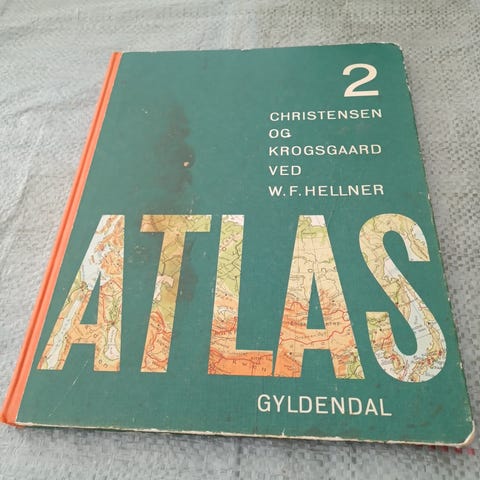 2
CHRISTENSEN
OG
KROGSGAARD
VED
W. F. HELLNER
ATLAS
GYLDENDAL